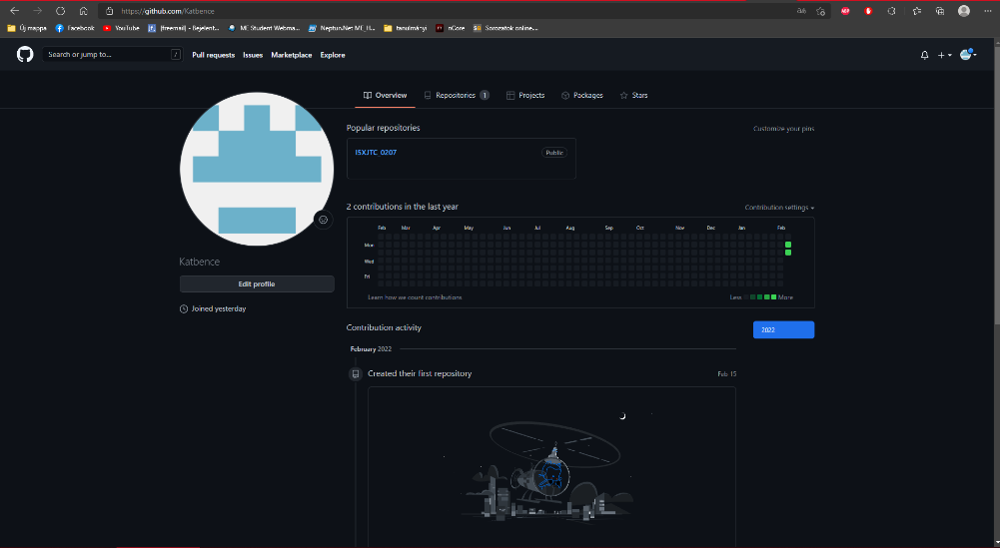 https://github.com/Katbence
Új mappa Facebook YouTube [freemail] - Bejelent... ME Student Webma... Neptun.Net ME_H... tanulmányi nCore Sorozatok online...
Search or jump to... / Pull requests Issues Marketplace Explore
Overview Repositories 1 Projects Packages Stars
Popular repositories Customize your pins
I5XJTC_0207 Public
2 contributions in the last year Contribution settings
Feb Mar Apr May Jun Jul Aug Sep Oct Nov Dec Jan Feb
Mon
Wed
Fri
Learn how we count contributions Less More
Katbence
Edit profile
Joined yesterday
Contribution activity 2022
February 2022
Created their first repository Feb 15